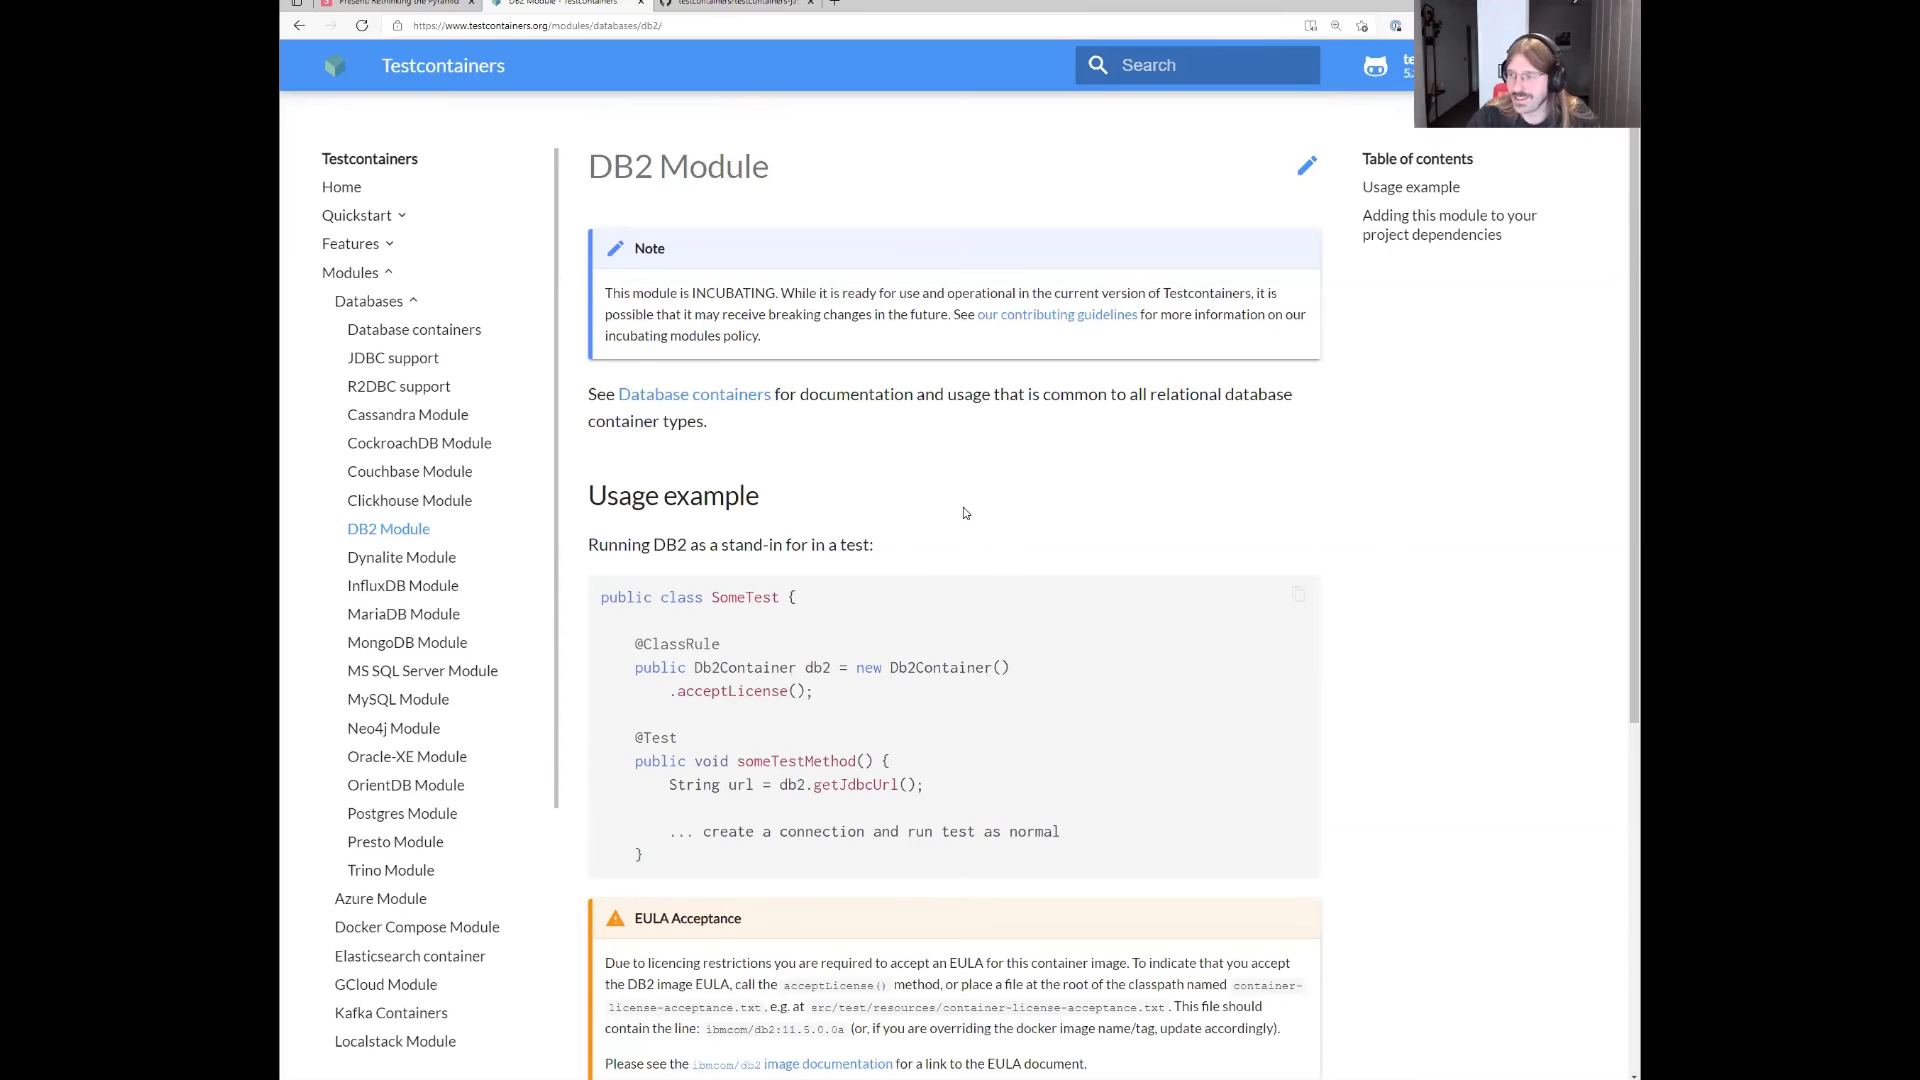 Present: Rethinking the Pyramid
DB2 Module - Testcontainers
testcontainers/testcontainers-ja
https://www.testcontainers.org/modules/databases/db2/
Testcontainers
Search
te
5.
Testcontainers
Home
Quickstart
Features
Modules
Databases
Database containers
JDBC support
R2DBC support
Cassandra Module
CockroachDB Module
Couchbase Module
Clickhouse Module
DB2 Module
Dynalite Module
InfluxDB Module
MariaDB Module
MongoDB Module
MS SQL Server Module
MySQL Module
Neo4j Module
Oracle-XE Module
OrientDB Module
Postgres Module
Presto Module
Trino Module
Azure Module
Docker Compose Module
Elasticsearch container
GCloud Module
Kafka Containers
Localstack Module
DB2 Module
Note
This module is INCUBATING. While it is ready for use and operational in the current version of Testcontainers, it is
possible that it may receive breaking changes in the future. See our contributing guidelines for more information on our
incubating modules policy.
See Database containers for documentation and usage that is common to all relational database
container types.
Usage example
Running DB2 as a stand-in for in a test:
public class SomeTest {
@ClassRule
public Db2Container db2 = new Db2Container()
.acceptLicense();
@Test
public void someTestMethod() {
String url = db2.getJdbcUrl();
... create a connection and run test as normal
}
EULA Acceptance
Due to licencing restrictions you are required to accept an EULA for this container image. To indicate that you accept
the DB2 image EULA, call the acceptLicense() method, or place a file at the root of the classpath named container-
license-acceptance.txt, e.g. at src/test/resources/container-license-acceptance.txt. This file should
contain the line: ibmcom/db2:11.5.0.0a (or, if you are overriding the docker image name/tag, update accordingly).
Please see the ibmcom/db2 image documentation for a link to the EULA document.
Table of contents
Usage example
Adding this module to your
project dependencies